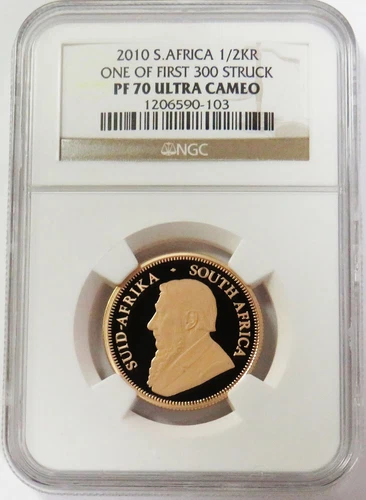 2010 S.AFRICA 1/2KR
ONE OF FIRST 300 STRUCK
PF 70 ULTRA CAMEO
1206590-103
NGC
SUID-AFRIKA · SOUTH AFRICA